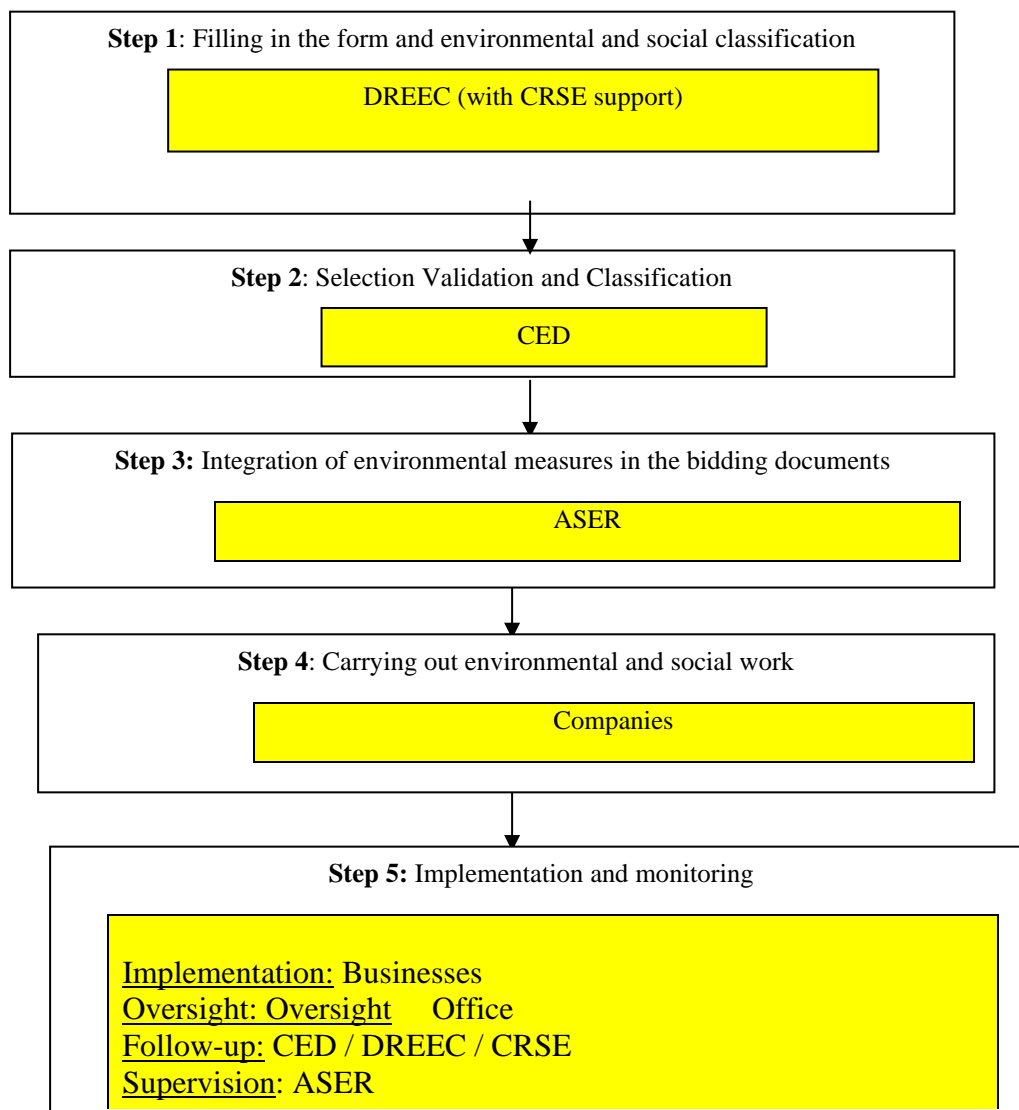 Step 1: Filling in the form and environmental and social classification
DREEC (with CRSE support)
Step 2: Selection Validation and Classification
CED
Step 3: Integration of environmental measures in the bidding documents
ASER
Step 4: Carrying out environmental and social work
Companies
Step 5: Implementation and monitoring
Implementation: Businesses
Oversight: Oversight Office
Follow-up: CED / DREEC / CRSE
Supervision: ASER